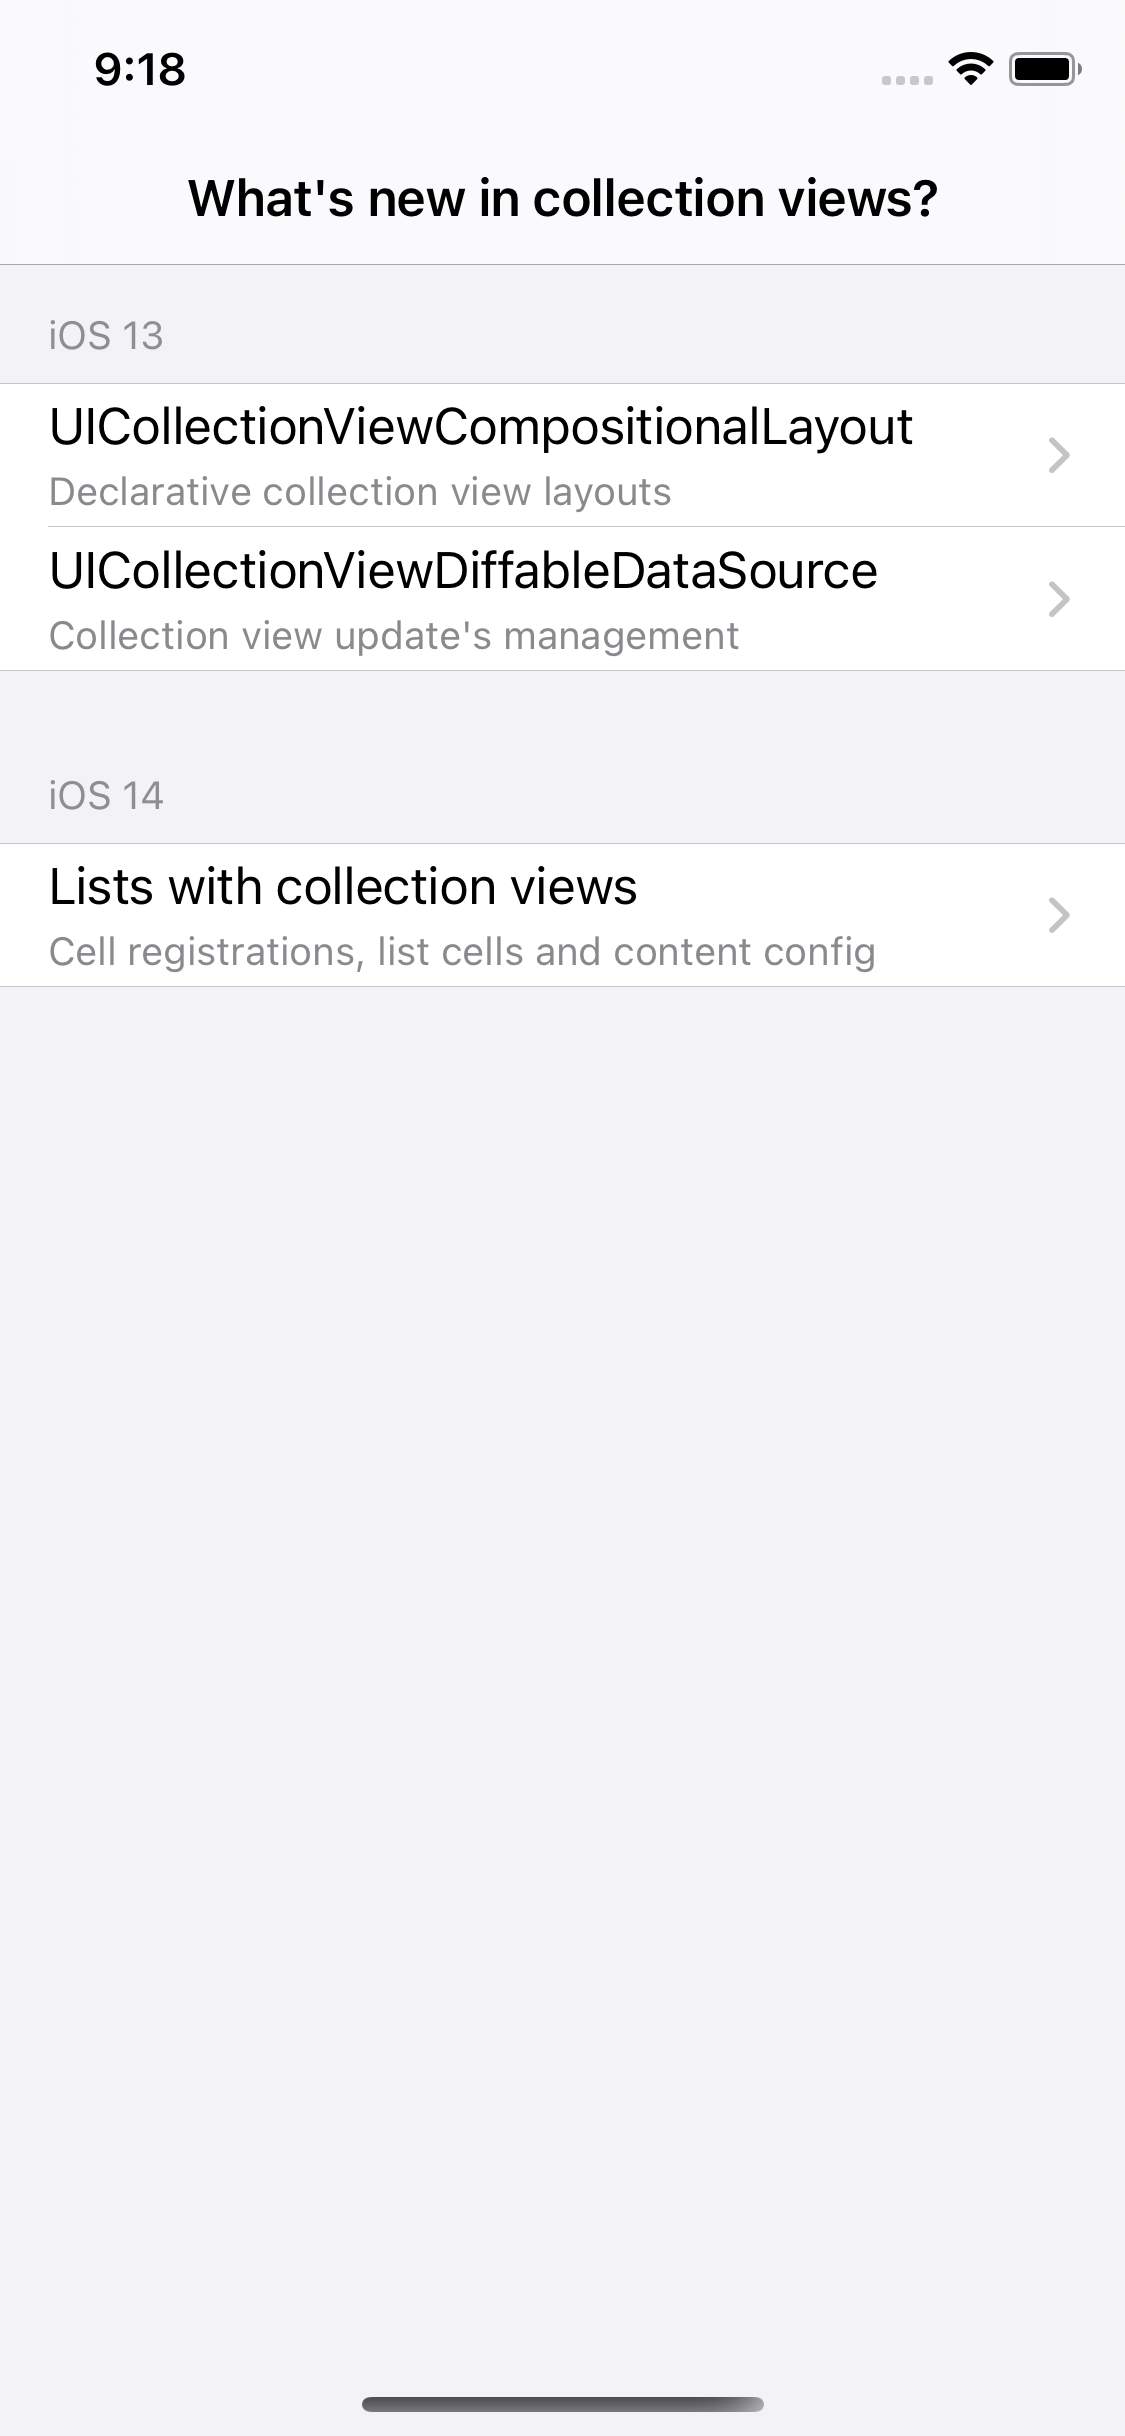 9:18
What's new in collection views?
iOS 13
UICollectionViewCompositionalLayout
Declarative collection view layouts
UICollectionViewDiffableDataSource
Collection view update's management
iOS 14
Lists with collection views
Cell registrations, list cells and content config